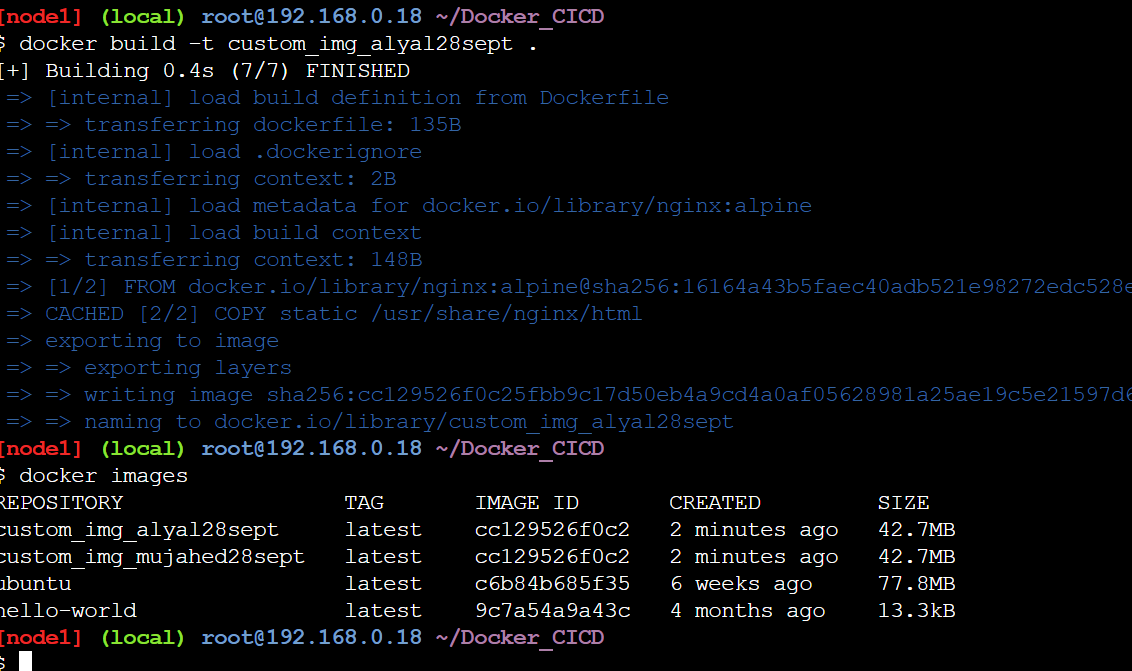 [node1] (local) root@192.168.0.18 ~/Docker_CICD
$ docker build -t custom_img_alyal28sept .
[+] Building 0.4s (7/7) FINISHED
=> [internal] load build definition from Dockerfile
=> => transferring dockerfile: 135B
=> [internal] load .dockerignore
=> => transferring context: 2B
=> [internal] load metadata for docker.io/library/nginx:alpine
=> [internal] load build context
=> => transferring context: 148B
=> [1/2] FROM docker.io/library/nginx:alpine@sha256:16164a43b5faec40adb521e98272edc528e
=> CACHED [2/2] COPY static /usr/share/nginx/html
=> exporting to image
=> => exporting layers
=> => writing image sha256:cc129526f0c25fbb9c17d50eb4a9cd4a0af05628981a25ae19c5e21597d6
=> => naming to docker.io/library/custom_img_alyal28sept
[node1] (local) root@192.168.0.18 ~/Docker_CICD
$ docker images
REPOSITORY TAG IMAGE ID CREATED SIZE
custom_img_alyal28sept latest cc129526f0c2 2 minutes ago 42.7MB
custom_img_mujahed28sept latest cc129526f0c2 2 minutes ago 42.7MB
ubuntu latest c6b84b685f35 6 weeks ago 77.8MB
hello-world latest 9c7a54a9a43c 4 months ago 13.3kB
[node1] (local) root@192.168.0.18 ~/Docker_CICD
$